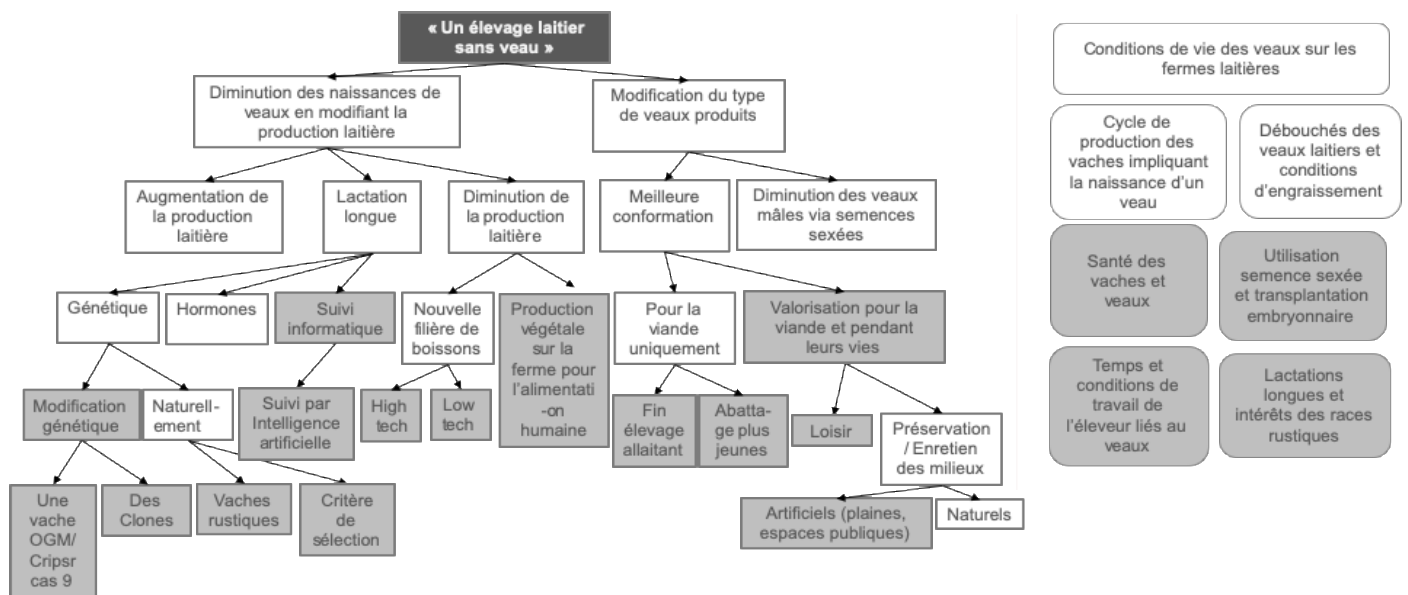 « Un élevage laitier
sans veau »
Diminution des naissances de
veaux en modifiant la
production laitière
Modification du type
de veaux produits
Augmentation de
la production
laitière
Lactation
longue
Diminution de
la production
laitière
Meilleure
conformation
Diminution des veaux
mâles via semences
sexées
Génétique
Hormones
Suivi
informatique
Nouvelle
filière de
boissons
Production
végétale
sur la
ferme pour
l'alimentati
-on
humaine
Pour la
viande
uniquement
Valorisation pour la
viande et pendant
leurs vies
Modification
génétique
Naturell-
ement
Suivi par
Intelligence
artificielle
High
tech
Low
tech
Fin
élevage
allaitant
Abatta-
ge plus
jeunes
Loisir
Préservation
/ Enretien
des milieux
Une
vache
OGM/
Cripsr
cas 9
Des
Clones
Vaches
rustiques
Critère
de
sélection
Artificiels (plaines,
espaces publiques)
Naturels
Conditions de vie des veaux sur les
fermes laitières
Cycle de
production des
vaches impliquant
la naissance d'un
veau
Débouchés des
veaux laitiers et
conditions
d'engraissement
Santé des
vaches et
veaux
Utilisation
semence sexée
et transplantation
embryonnaire
Temps et
conditions de
travail de
l'éleveur liés au
veaux
Lactations
longues et
intérêts des races
rustiques